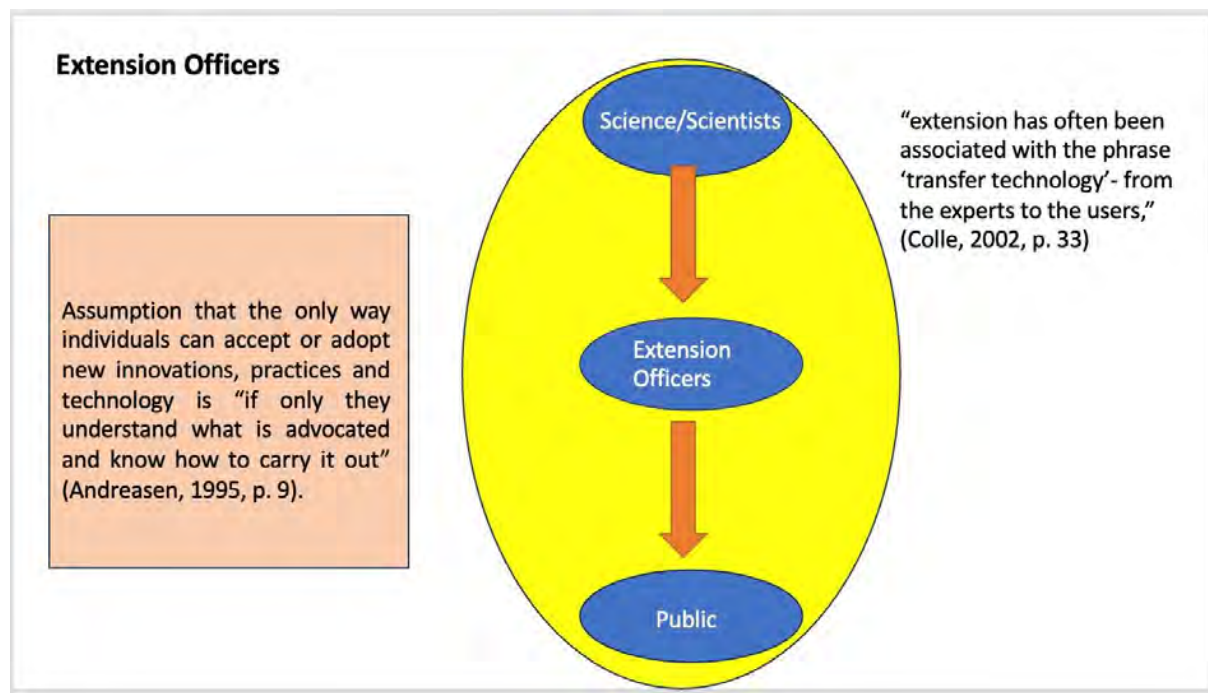 Extension Officers
Science/Scientists
“extension has often been
associated with the phrase
‘transfer technology’- from
the experts to the users,”
(Colle, 2002, p. 33)
Assumption that the only way
individuals can accept or adopt
new innovations, practices and
technology is “if only they
understand what is advocated
and know how to carry it out”
(Andreasen, 1995, p. 9).
Extension
Officers
Public